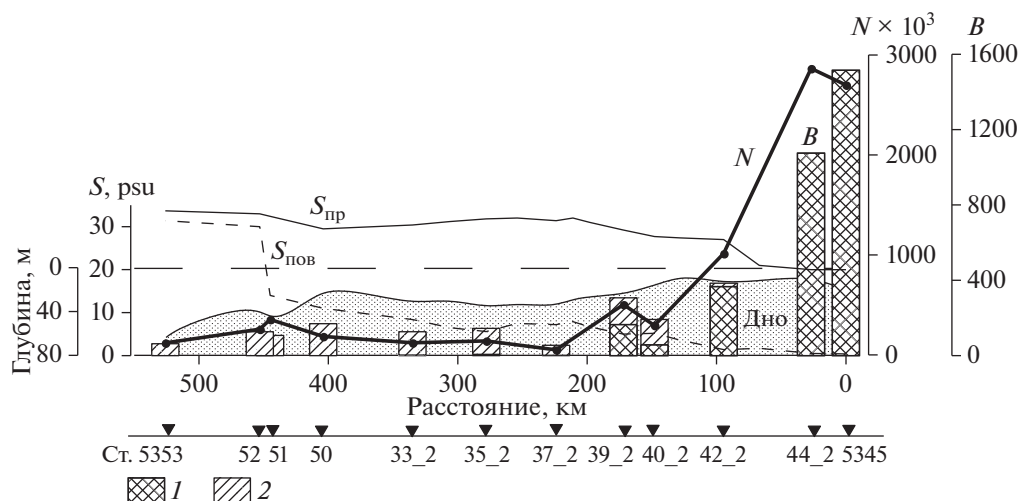 N × 10³ B
3000 1600
1200
2000
800
1000
400
0 0
S, psu
30
20
10
0
Глубина, м
0
40
80
Sпр
Sпов
N
B
Дно
500 400 300 200 100 0
Расстояние, км
Ст. 5353 52 51 50 33_2 35_2 37_2 39_2 40_2 42_2 44_2 5345
1 2